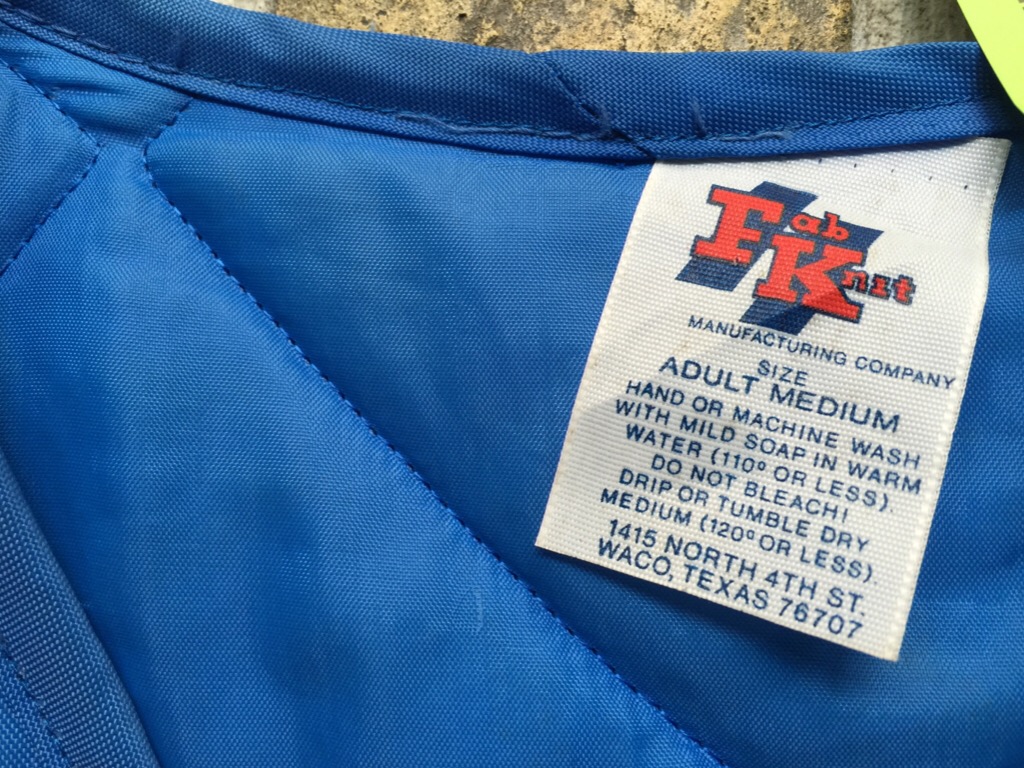 Fab
Knit
MANUFACTURING COMPANY
SIZE
ADULT MEDIUM
HAND OR MACHINE WASH
WITH MILD SOAP IN WARM
WATER (110° OR LESS).
DO NOT BLEACH!
DRIP OR TUMBLE DRY
MEDIUM (120° OR LESS).
1415 NORTH 4TH ST.
WACO, TEXAS 76707